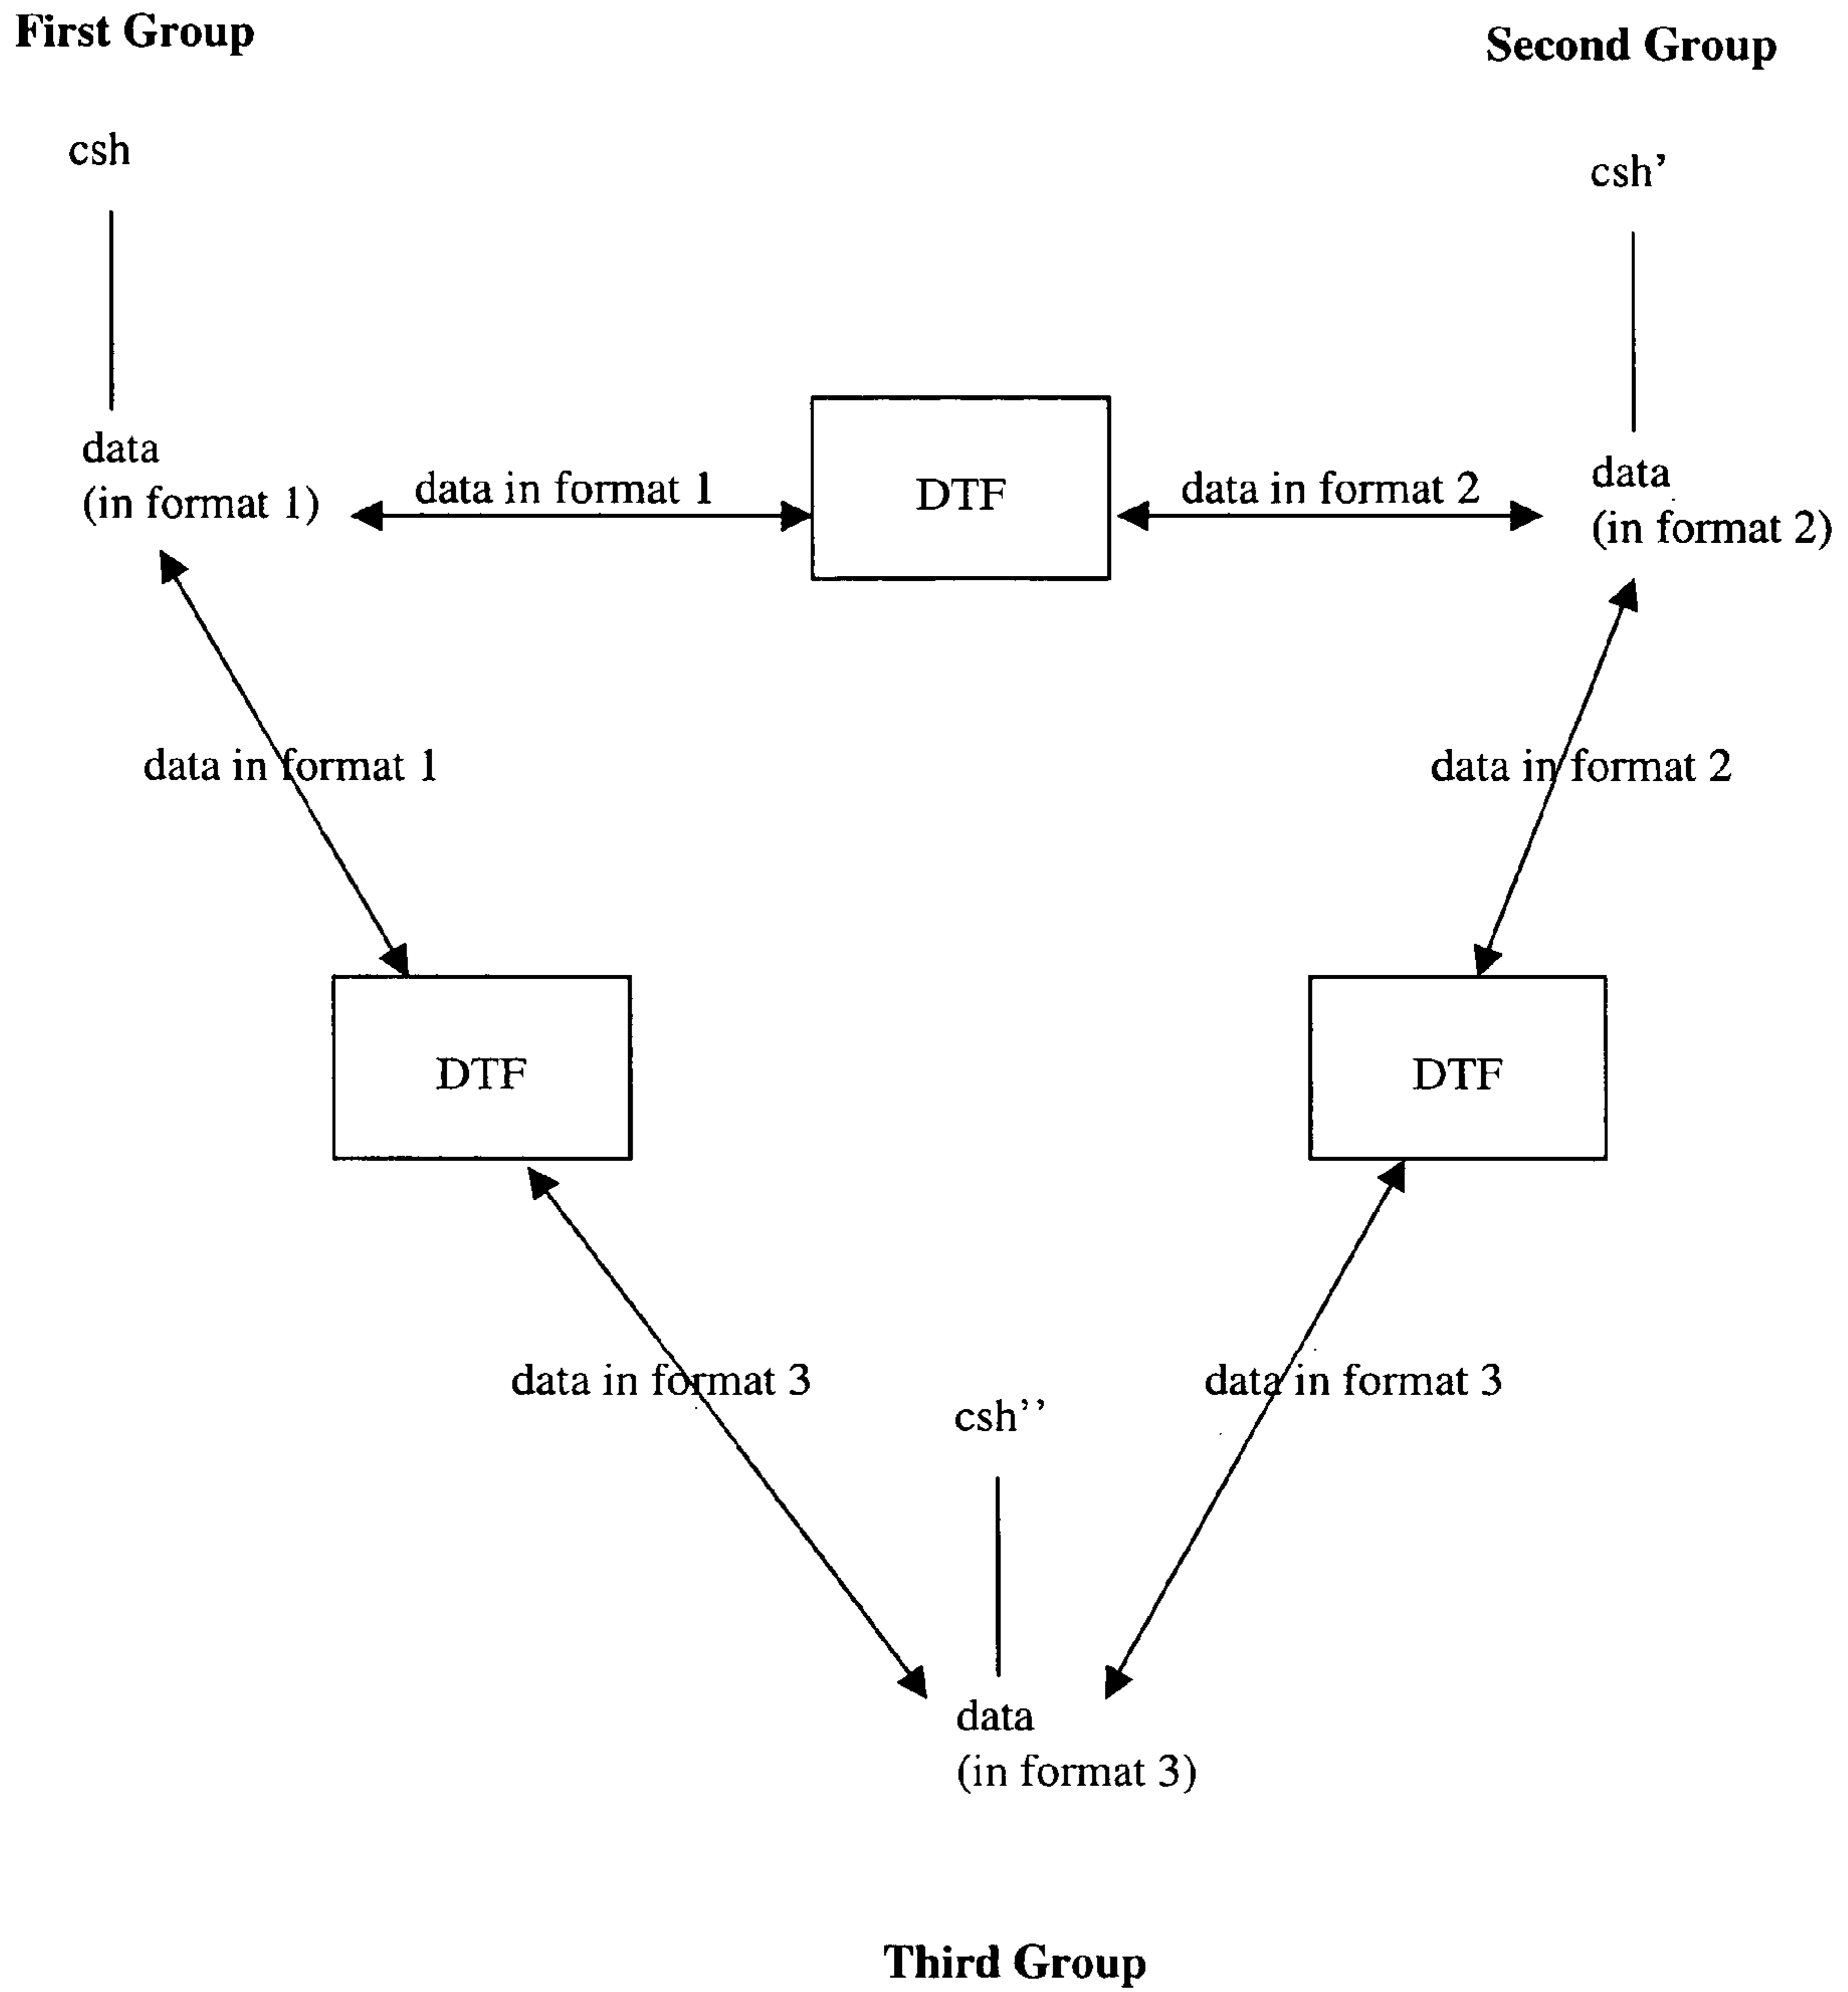 First Group
Second Group
csh
csh’
data
(in format 1)
data in format 1
DTF
data in format 2
data
(in format 2)
data in format 1
data in format 2
DTF
DTF
data in format 3
data in format 3
csh’’
data
(in format 3)
Third Group